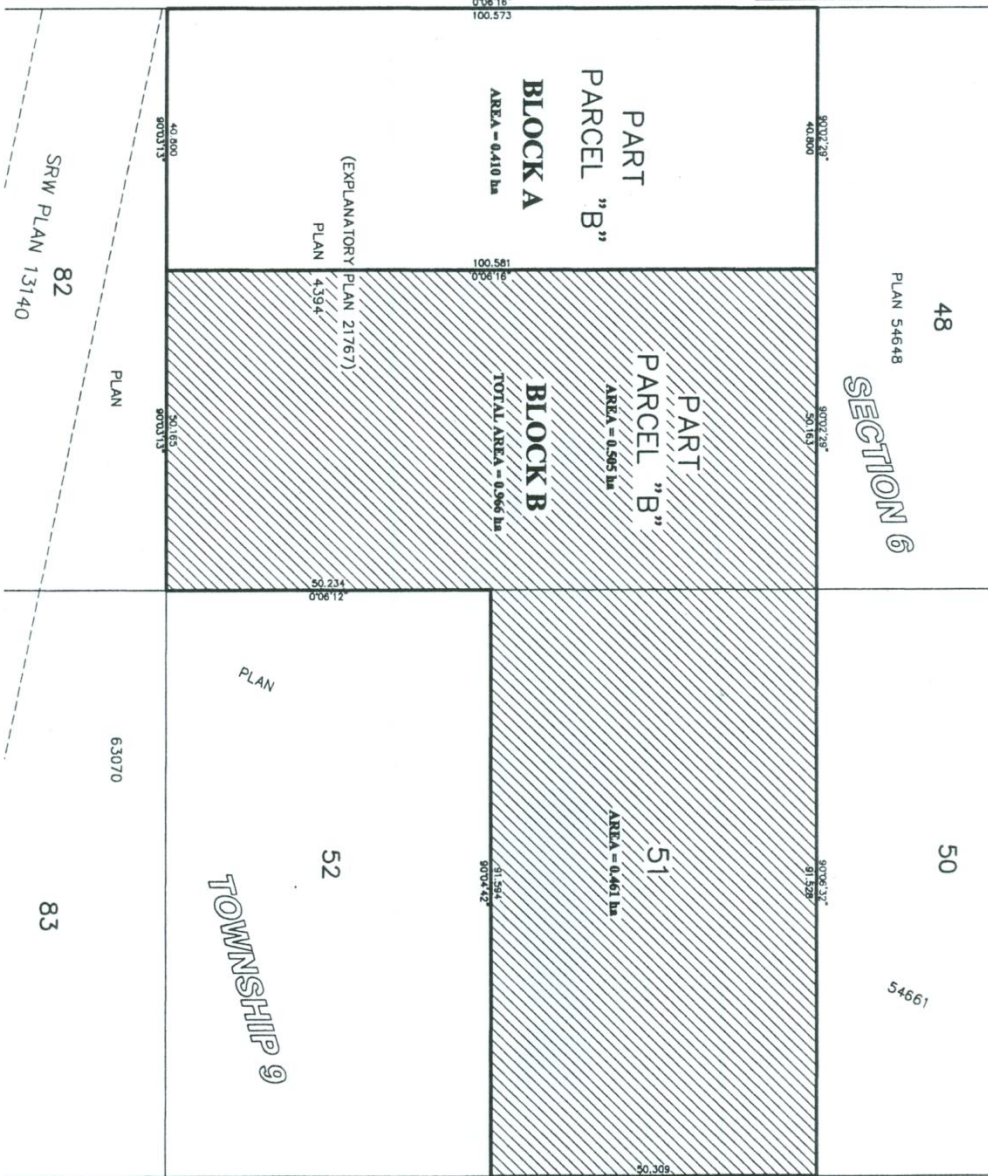 0°06'16"
100.573
PART
PARCEL "B"
BLOCK A
AREA = 0.410 ha
40.800
90°03'13"
90°02'29"
40.800
SRW PLAN 13140
82
(EXPLANATORY PLAN 21767)
PLAN 4394
100.581
0°06'16"
48
PLAN 54648
SECTION 6
90°02'29"
50.163
PART
PARCEL "B"
AREA = 0.505 ha
BLOCK B
TOTAL AREA = 0.966 ha
50.165
90°03'13"
PLAN
50.234
0°06'12"
PLAN
63070
52
TOWNSHIP 9
83
91.594
90°04'42"
51
AREA = 0.461 ha
90°06'32"
91.528
50
54661
50.309